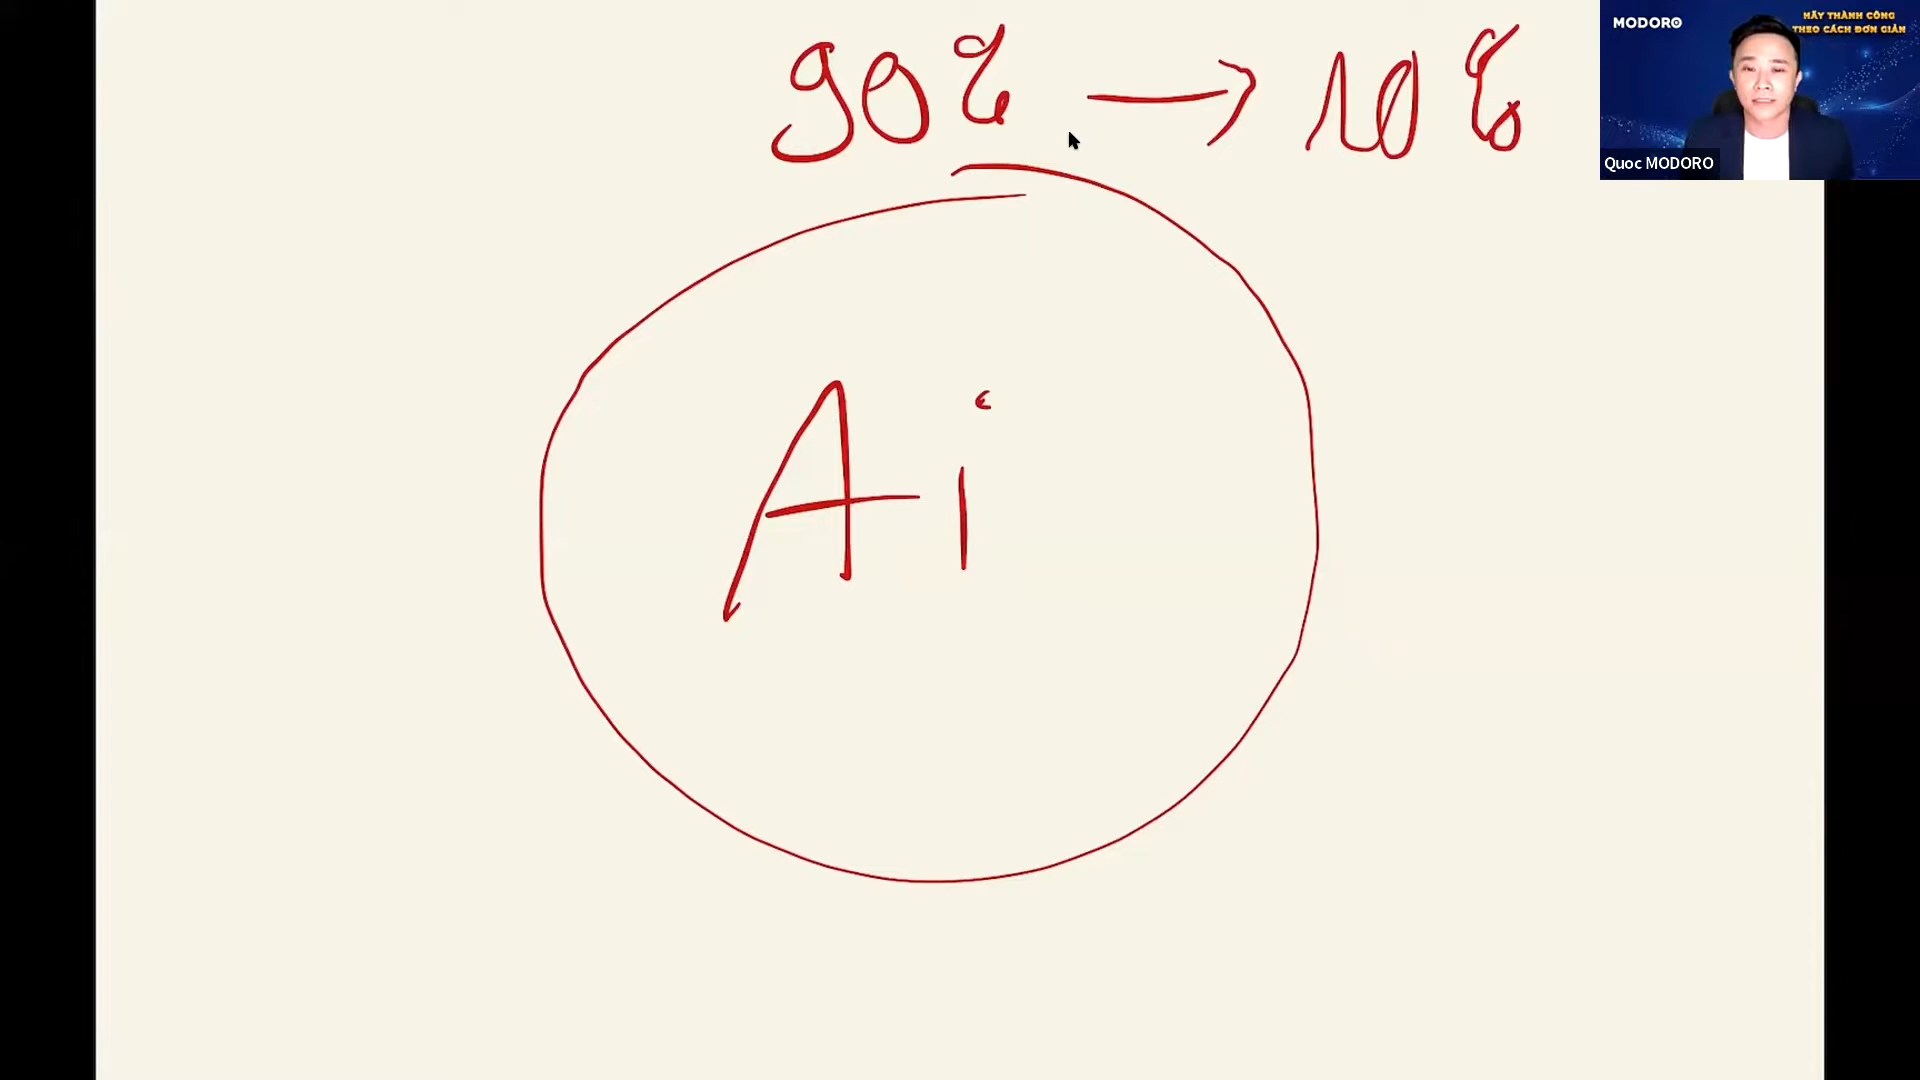 90% → 10%
Ai
MODORO
HÃY THÀNH CÔNG
THEO CÁCH ĐƠN GIẢN
Quoc MODORO